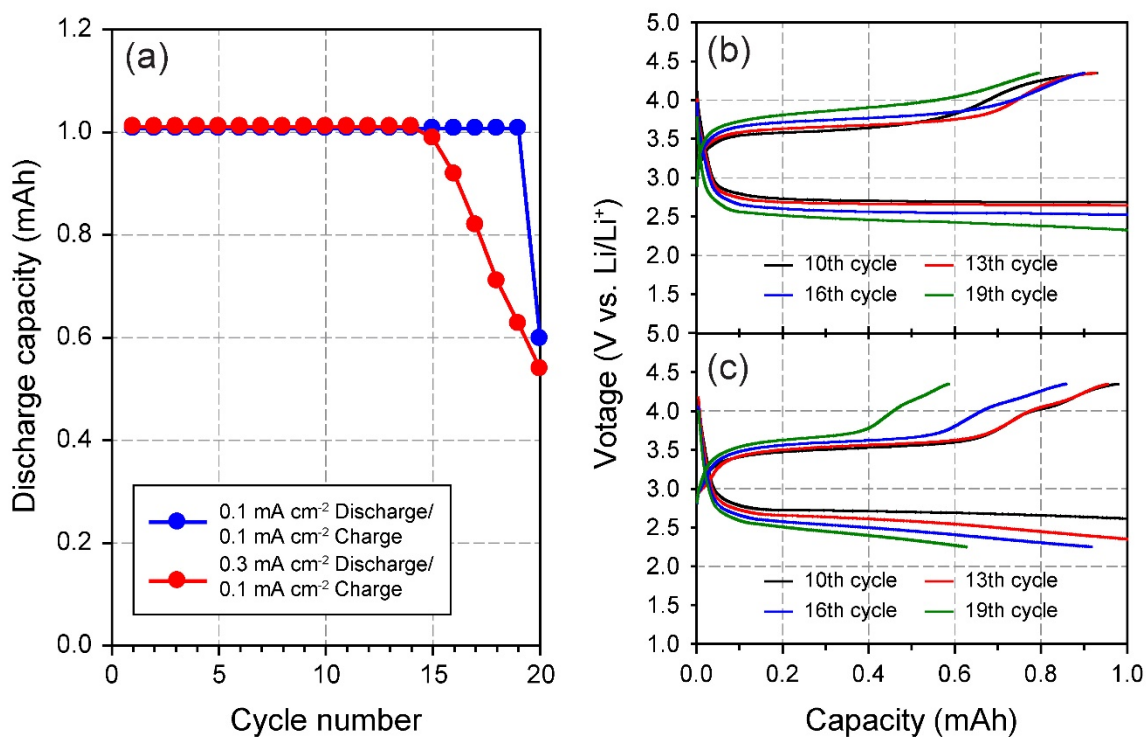 (a)
Discharge capacity (mAh)
1.2
1.0
0.8
0.6
0.4
0.2
0.0
0.1 mA cm⁻² Discharge/
0.1 mA cm⁻² Charge
0.3 mA cm⁻² Discharge/
0.1 mA cm⁻² Charge
0 5 10 15 20
Cycle number
Votage (V vs. Li/Li⁺)
(b)
5.0
4.5
4.0
3.5
3.0
2.5
2.0
1.5
10th cycle 13th cycle
16th cycle 19th cycle
(c)
5.0
4.0
3.5
3.0
2.5
2.0
1.5
1.0
10th cycle 13th cycle
16th cycle 19th cycle
0.0 0.2 0.4 0.6 0.8 1.0
Capacity (mAh)